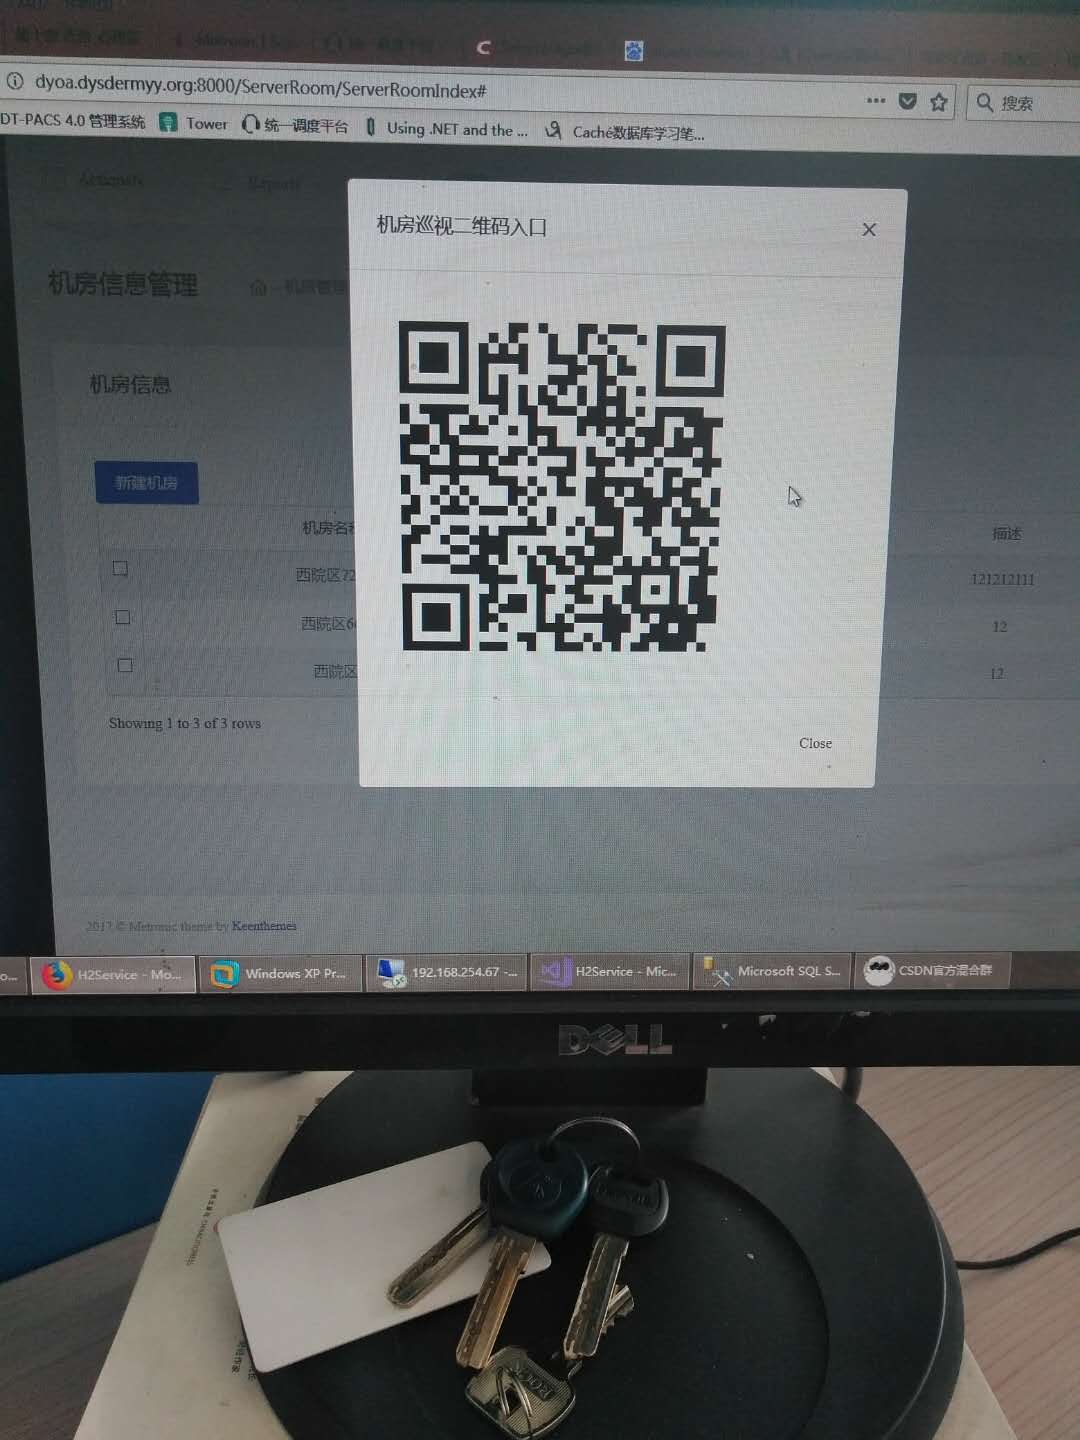 dyoa.dysdermyy.org:8000/ServerRoom/ServerRoomIndex#
搜索
DT-PACS 4.0 管理系统
Tower
统一调度平台
Using .NET and the ...
Caché数据库学习笔...
Actions
Reports
机房巡视二维码入口
×
机房信息管理
机房信息
新建机房
机房名
描述
西院区72
121212111
西院区6
12
西院区
12
Showing 1 to 3 of 3 rows
Close
2017 © Metronic theme by Keenthemes
H2Service - Mo...
Windows XP Pr...
192.168.254.67 -...
H2Service - Mic...
Microsoft SQL S...
CSDN官方混合群
DELL